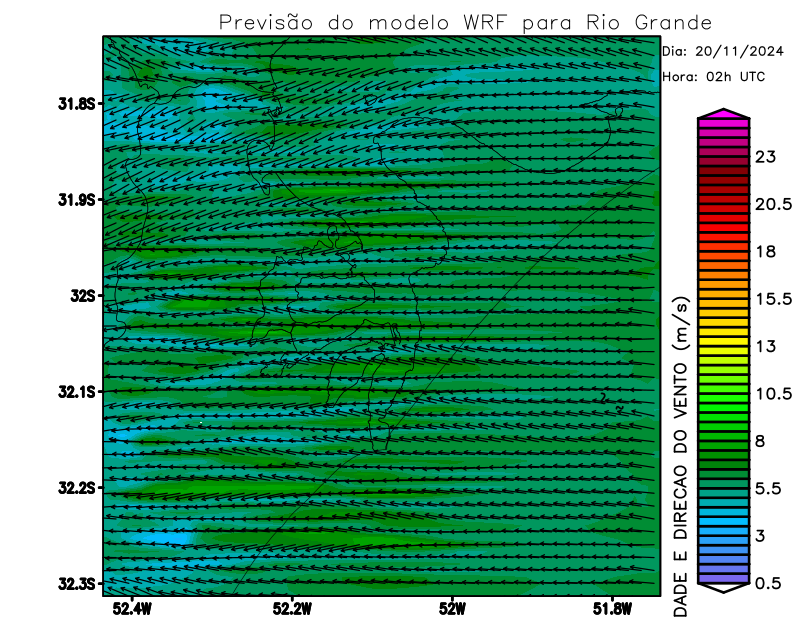 Previsão do modelo WRF para Rio Grande
Dia: 20/11/2024
Hora: 02h UTC
31.8S
31.9S
32S
32.1S
32.2S
32.3S
52.4W
52.2W
52W
51.8W
23
20.5
18
15.5
13
10.5
8
5.5
3
0.5
DADE E DIRECAO DO VENTO (m/s)